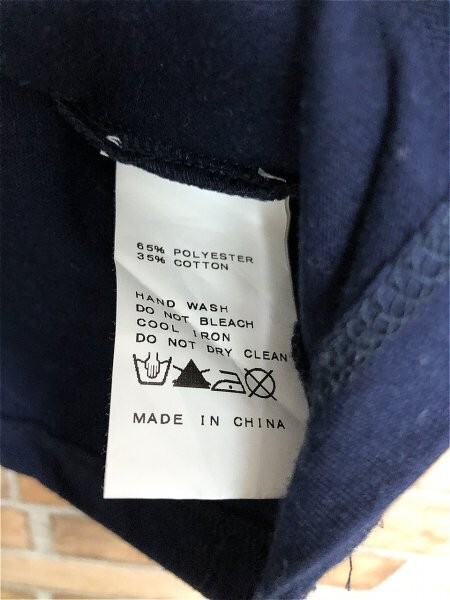 65% POLYESTER
35% COTTON
HAND WASH
DO NOT BLEACH
COOL IRON
DO NOT DRY CLEAN
MADE IN CHINA